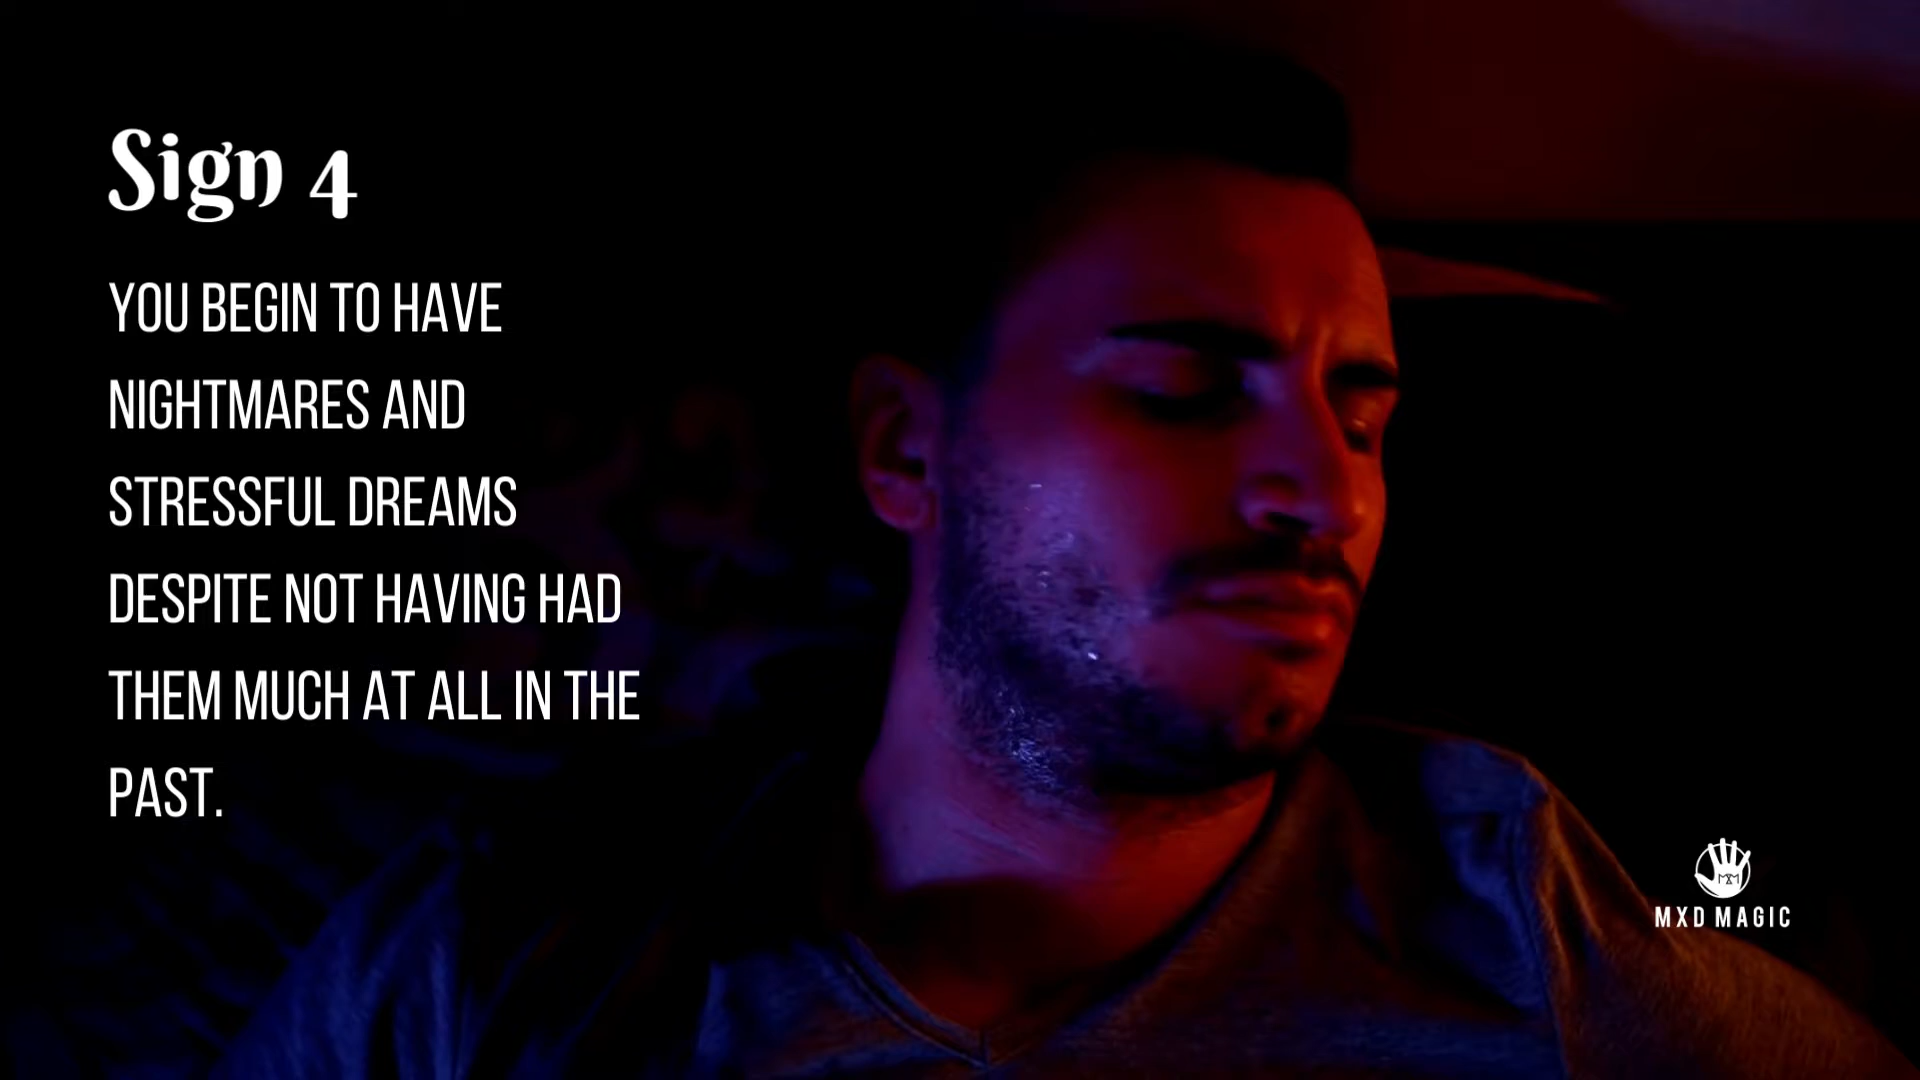 Sign 4
YOU BEGIN TO HAVE
NIGHTMARES AND
STRESSFUL DREAMS
DESPITE NOT HAVING HAD
THEM MUCH AT ALL IN THE
PAST.
MXM
MXD MAGIC